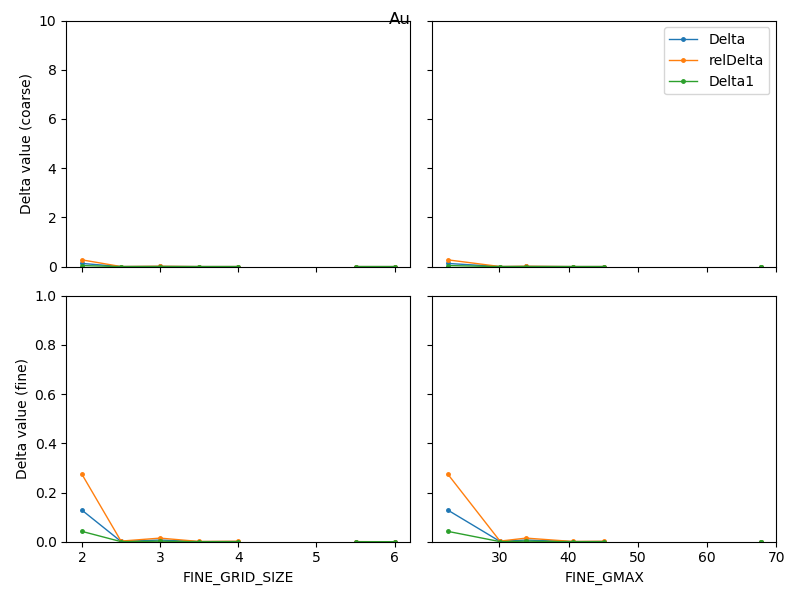 Au
10
8
6
4
2
0
Delta value (coarse)
Delta
relDelta
Delta1
1.0
0.8
0.6
0.4
0.2
0.0
Delta value (fine)
2 3 4 5 6
FINE_GRID_SIZE
30 40 50 60 70
FINE_GMAX